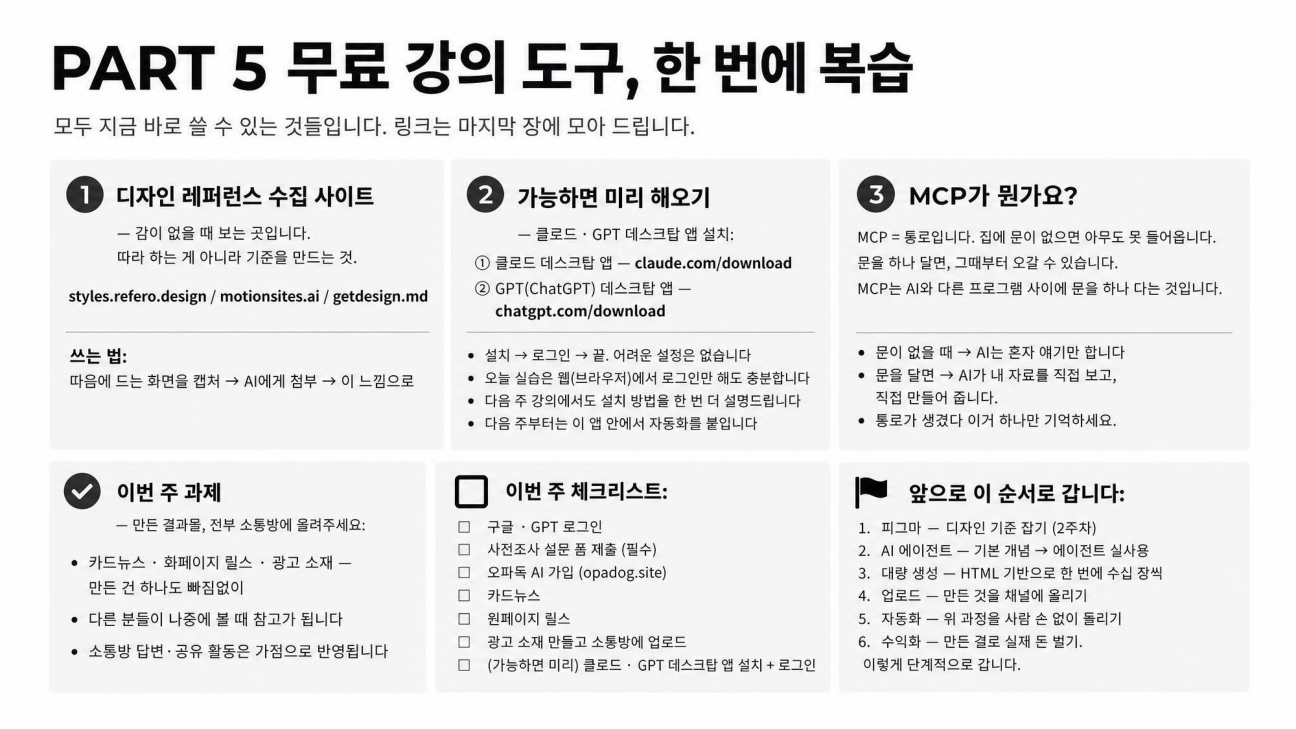 PART 5 무료 강의 도구, 한 번에 복습
모두 지금 바로 쓸 수 있는 것들입니다. 링크는 마지막 장에 모아 드립니다.
1 디자인 레퍼런스 수집 사이트
— 감이 없을 때 보는 곳입니다.
따라 하는 게 아니라 기준을 만드는 것.
styles.refero.design / motionsites.ai / getdesign.md
쓰는 법:
따음에 드는 화면을 캡처 → AI에게 첨부 → 이 느낌으로
2 가능하면 미리 해오기
— 클로드 · GPT 데스크탑 앱 설치:
① 클로드 데스크탑 앱 — claude.com/download
② GPT(ChatGPT) 데스크탑 앱 —
chatgpt.com/download
• 설치 → 로그인 → 끝. 어려운 설정은 없습니다
• 오늘 실습은 웹(브라우저)에서 로그인만 해도 충분합니다
• 다음 주 강의에서도 설치 방법을 한 번 더 설명드립니다
• 다음 주부터는 이 앱 안에서 자동화를 붙입니다
3 MCP가 뭔가요?
MCP = 통로입니다. 집에 문이 없으면 아무도 못 들어옵니다.
문을 하나 달면, 그때부터 오갈 수 있습니다.
MCP는 AI와 다른 프로그램 사이에 문을 하나 다는 것입니다.
• 문이 없을 때 → AI는 혼자 얘기만 합니다
• 문을 달면 → AI가 내 자료를 직접 보고,
직접 만들어 줍니다.
• 통로가 생겼다 이거 하나만 기억하세요.
이번 주 과제
— 만든 결과물, 전부 소통방에 올려주세요:
• 카드뉴스 · 화페이지 릴스 · 광고 소재 —
만든 건 하나도 빠짐없이
• 다른 분들이 나중에 볼 때 참고가 됩니다
• 소통방 답변·공유 활동은 가점으로 반영됩니다
이번 주 체크리스트:
☐ 구글 · GPT 로그인
☐ 사전조사 설문 폼 제출 (필수)
☐ 오파독 AI 가입 (opadog.site)
☐ 카드뉴스
☐ 원페이지 릴스
☐ 광고 소재 만들고 소통방에 업로드
☐ (가능하면 미리) 클로드 · GPT 데스크탑 앱 설치 + 로그인
앞으로 이 순서로 갑니다:
1. 피그마 — 디자인 기준 잡기 (2주차)
2. AI 에이전트 — 기본 개념 → 에이전트 실사용
3. 대량 생성 — HTML 기반으로 한 번에 수십 장씩
4. 업로드 — 만든 것을 채널에 올리기
5. 자동화 — 위 과정을 사람 손 없이 돌리기
6. 수익화 — 만든 결로 실재 돈 벌기.
이렇게 단계적으로 갑니다.